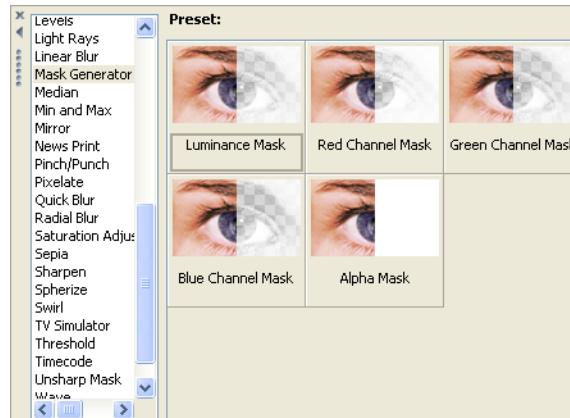 Levels
Light Rays
Linear Blur
Mask Generator
Median
Min and Max
Mirror
News Print
Pinch/Punch
Pixelate
Quick Blur
Radial Blur
Saturation Adjus
Sepia
Sharpen
Spherize
Swirl
TV Simulator
Threshold
Timecode
Unsharp Mask
Wave
Preset:
Luminance Mask
Red Channel Mask
Green Channel Mask
Blue Channel Mask
Alpha Mask